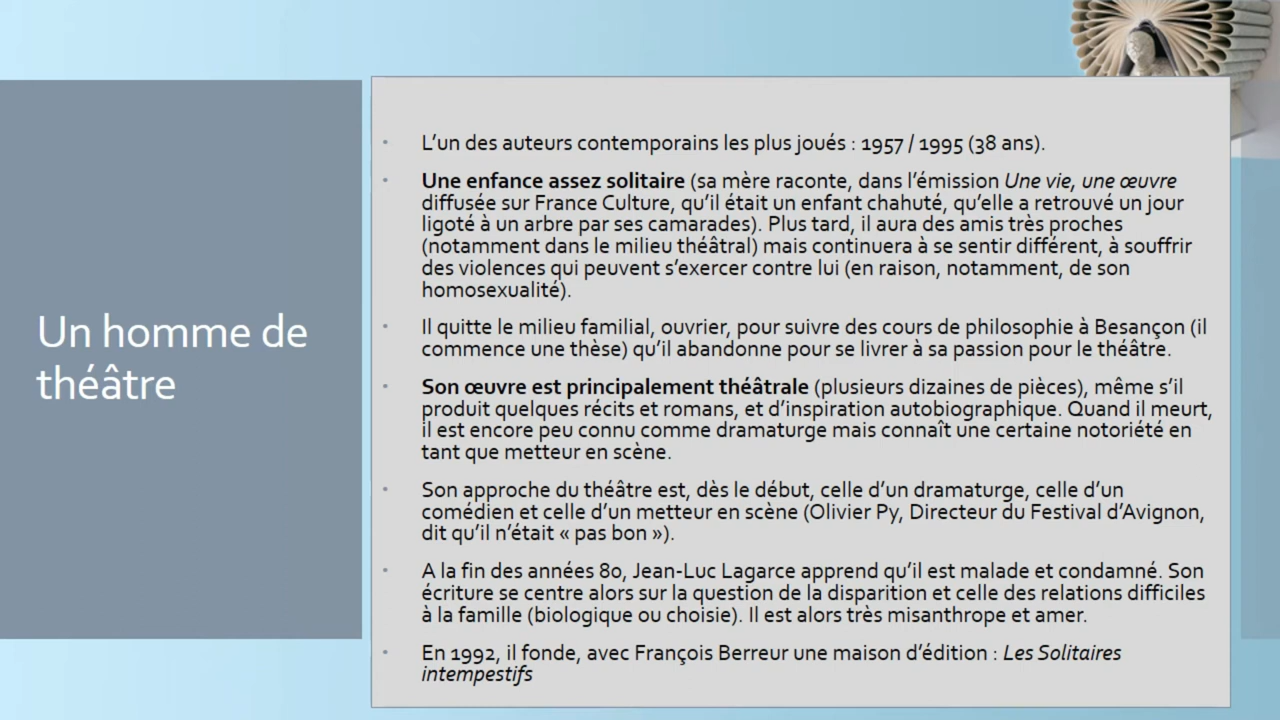 Un homme de
théâtre
L’un des auteurs contemporains les plus joués : 1957 / 1995 (38 ans).
Une enfance assez solitaire (sa mère raconte, dans l’émission Une vie, une œuvre
diffusée sur France Culture, qu’il était un enfant chahuté, qu’elle a retrouvé un jour
ligoté à un arbre par ses camarades). Plus tard, il aura des amis très proches
(notamment dans le milieu théâtral) mais continuera à se sentir différent, à souffrir
des violences qui peuvent s’exercer contre lui (en raison, notamment, de son
homosexualité).
Il quitte le milieu familial, ouvrier, pour suivre des cours de philosophie à Besançon (il
commence une thèse) qu’il abandonne pour se livrer à sa passion pour le théâtre.
Son œuvre est principalement théâtrale (plusieurs dizaines de pièces), même s’il
produit quelques récits et romans, et d’inspiration autobiographique. Quand il meurt,
il est encore peu connu comme dramaturge mais connaît une certaine notoriété en
tant que metteur en scène.
Son approche du théâtre est, dès le début, celle d’un dramaturge, celle d’un
comédien et celle d’un metteur en scène (Olivier Py, Directeur du Festival d’Avignon,
dit qu’il n’était « pas bon »).
A la fin des années 80, Jean-Luc Lagarce apprend qu’il est malade et condamné. Son
écriture se centre alors sur la question de la disparition et celle des relations difficiles
à la famille (biologique ou choisie). Il est alors très misanthrope et amer.
En 1992, il fonde, avec François Berreur une maison d’édition : Les Solitaires
intempestifs